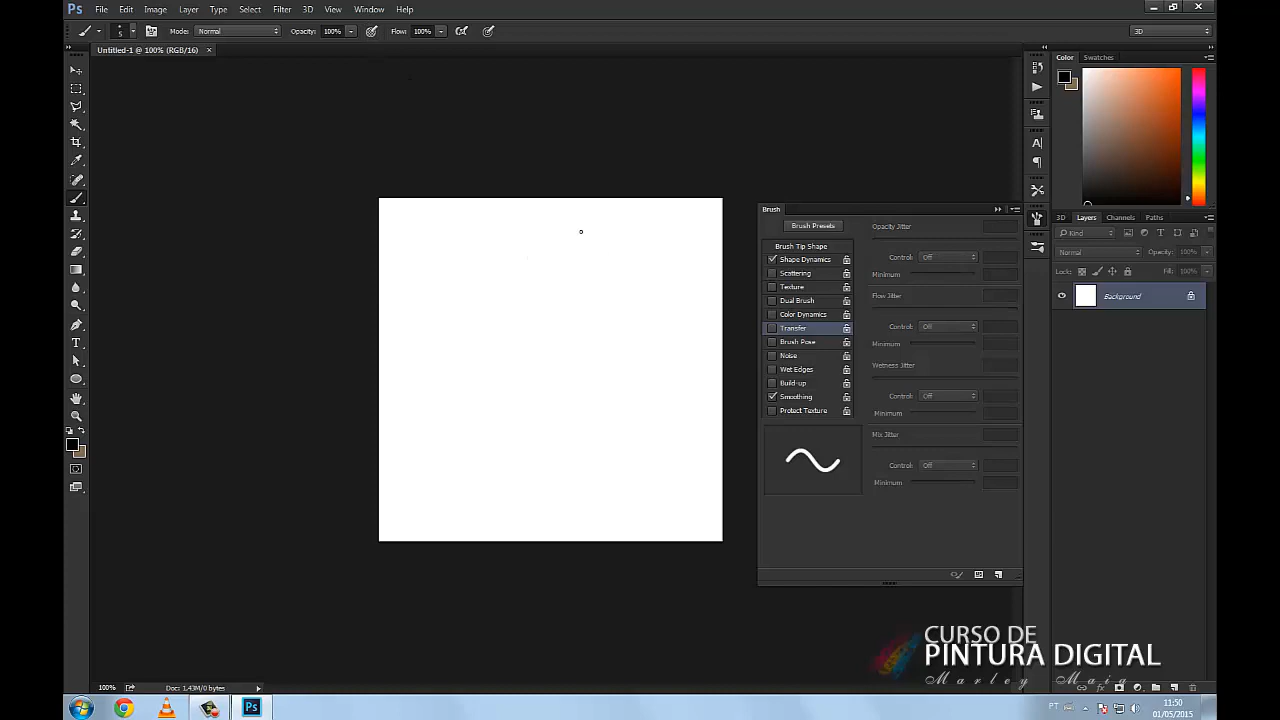 Ps File Edit Image Layer Type Select Filter 3D View Window Help
5 Mode: Normal Opacity: 100% Flow: 100% 3D
Untitled-1 @ 100% (RGB/16) ×
Color Swatches
Brush
Brush Presets
Brush Tip Shape
Shape Dynamics
Scattering
Texture
Dual Brush
Color Dynamics
Transfer
Brush Pose
Noise
Wet Edges
Build-up
Smoothing
Protect Texture
Opacity Jitter
Control: Off
Minimum
Flow Jitter
Control: Off
Minimum
Wetness Jitter
Control: Off
Minimum
Mix Jitter
Control: Off
Minimum
3D Layers Channels Paths
Kind
Normal Opacity: 100%
Lock: Fill: 100%
Background
CURSO DE
PINTURA DIGITAL
Marley Maia
100% Doc: 1.43M/0 bytes
Ps
PT
11:50
01/05/2015